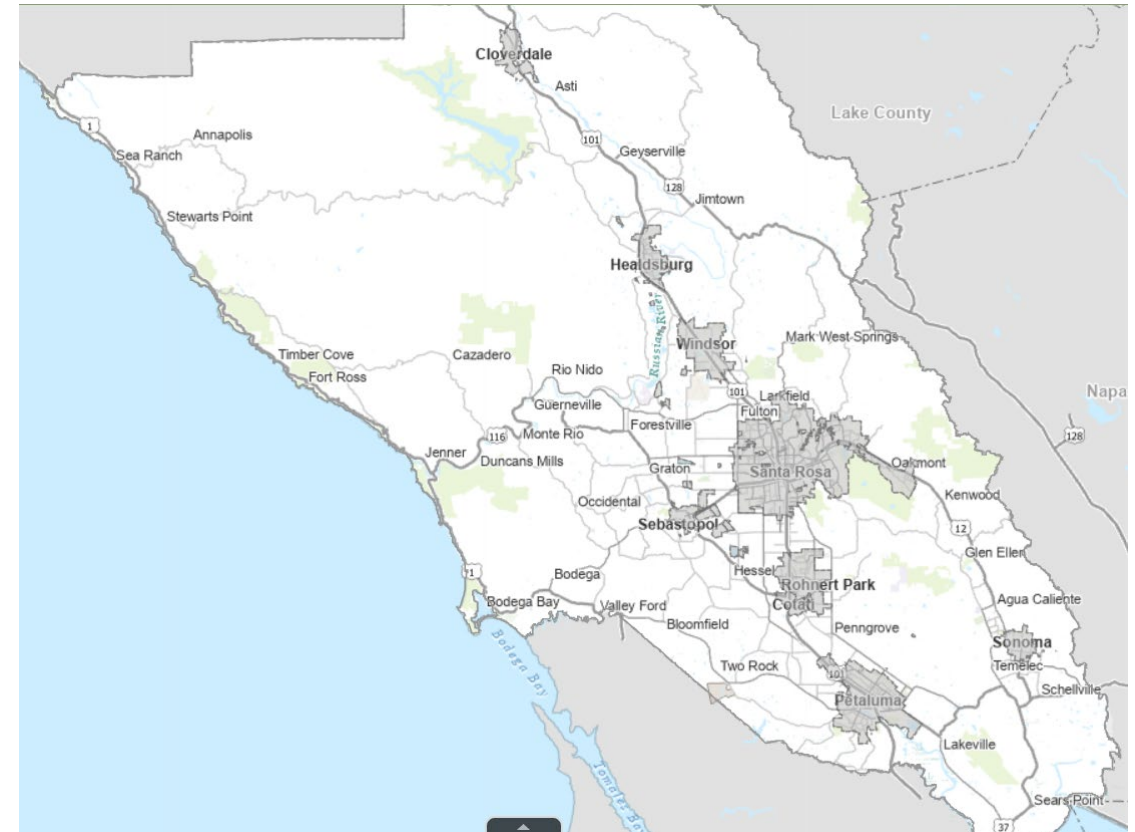 Cloverdale
Asti
Lake County
1
101
Annapolis
Geyserville
Sea Ranch
128
Jimtown
Stewarts Point
Healdsburg
Russian River
Windsor
Mark West Springs
Timber Cove
Cazadero
Rio Nido
Fort Ross
101
Larkfield
Napa
Guerneville
Fulton
Forestville
116
Monte Rio
128
Jenner
Duncans Mills
Graton
Santa Rosa
Oakmont
Occidental
Kenwood
Sebastopol
12
Glen Ellen
1
Bodega
Hessel
Rohnert Park
Bodega Bay
Valley Ford
Cotati
Agua Caliente
Bloomfield
Penngrove
Sonoma
Bodega Bay
Two Rock
101
Temelec
Petaluma
Schellville
Lakeville
Tomales Bay
Sears Point
37